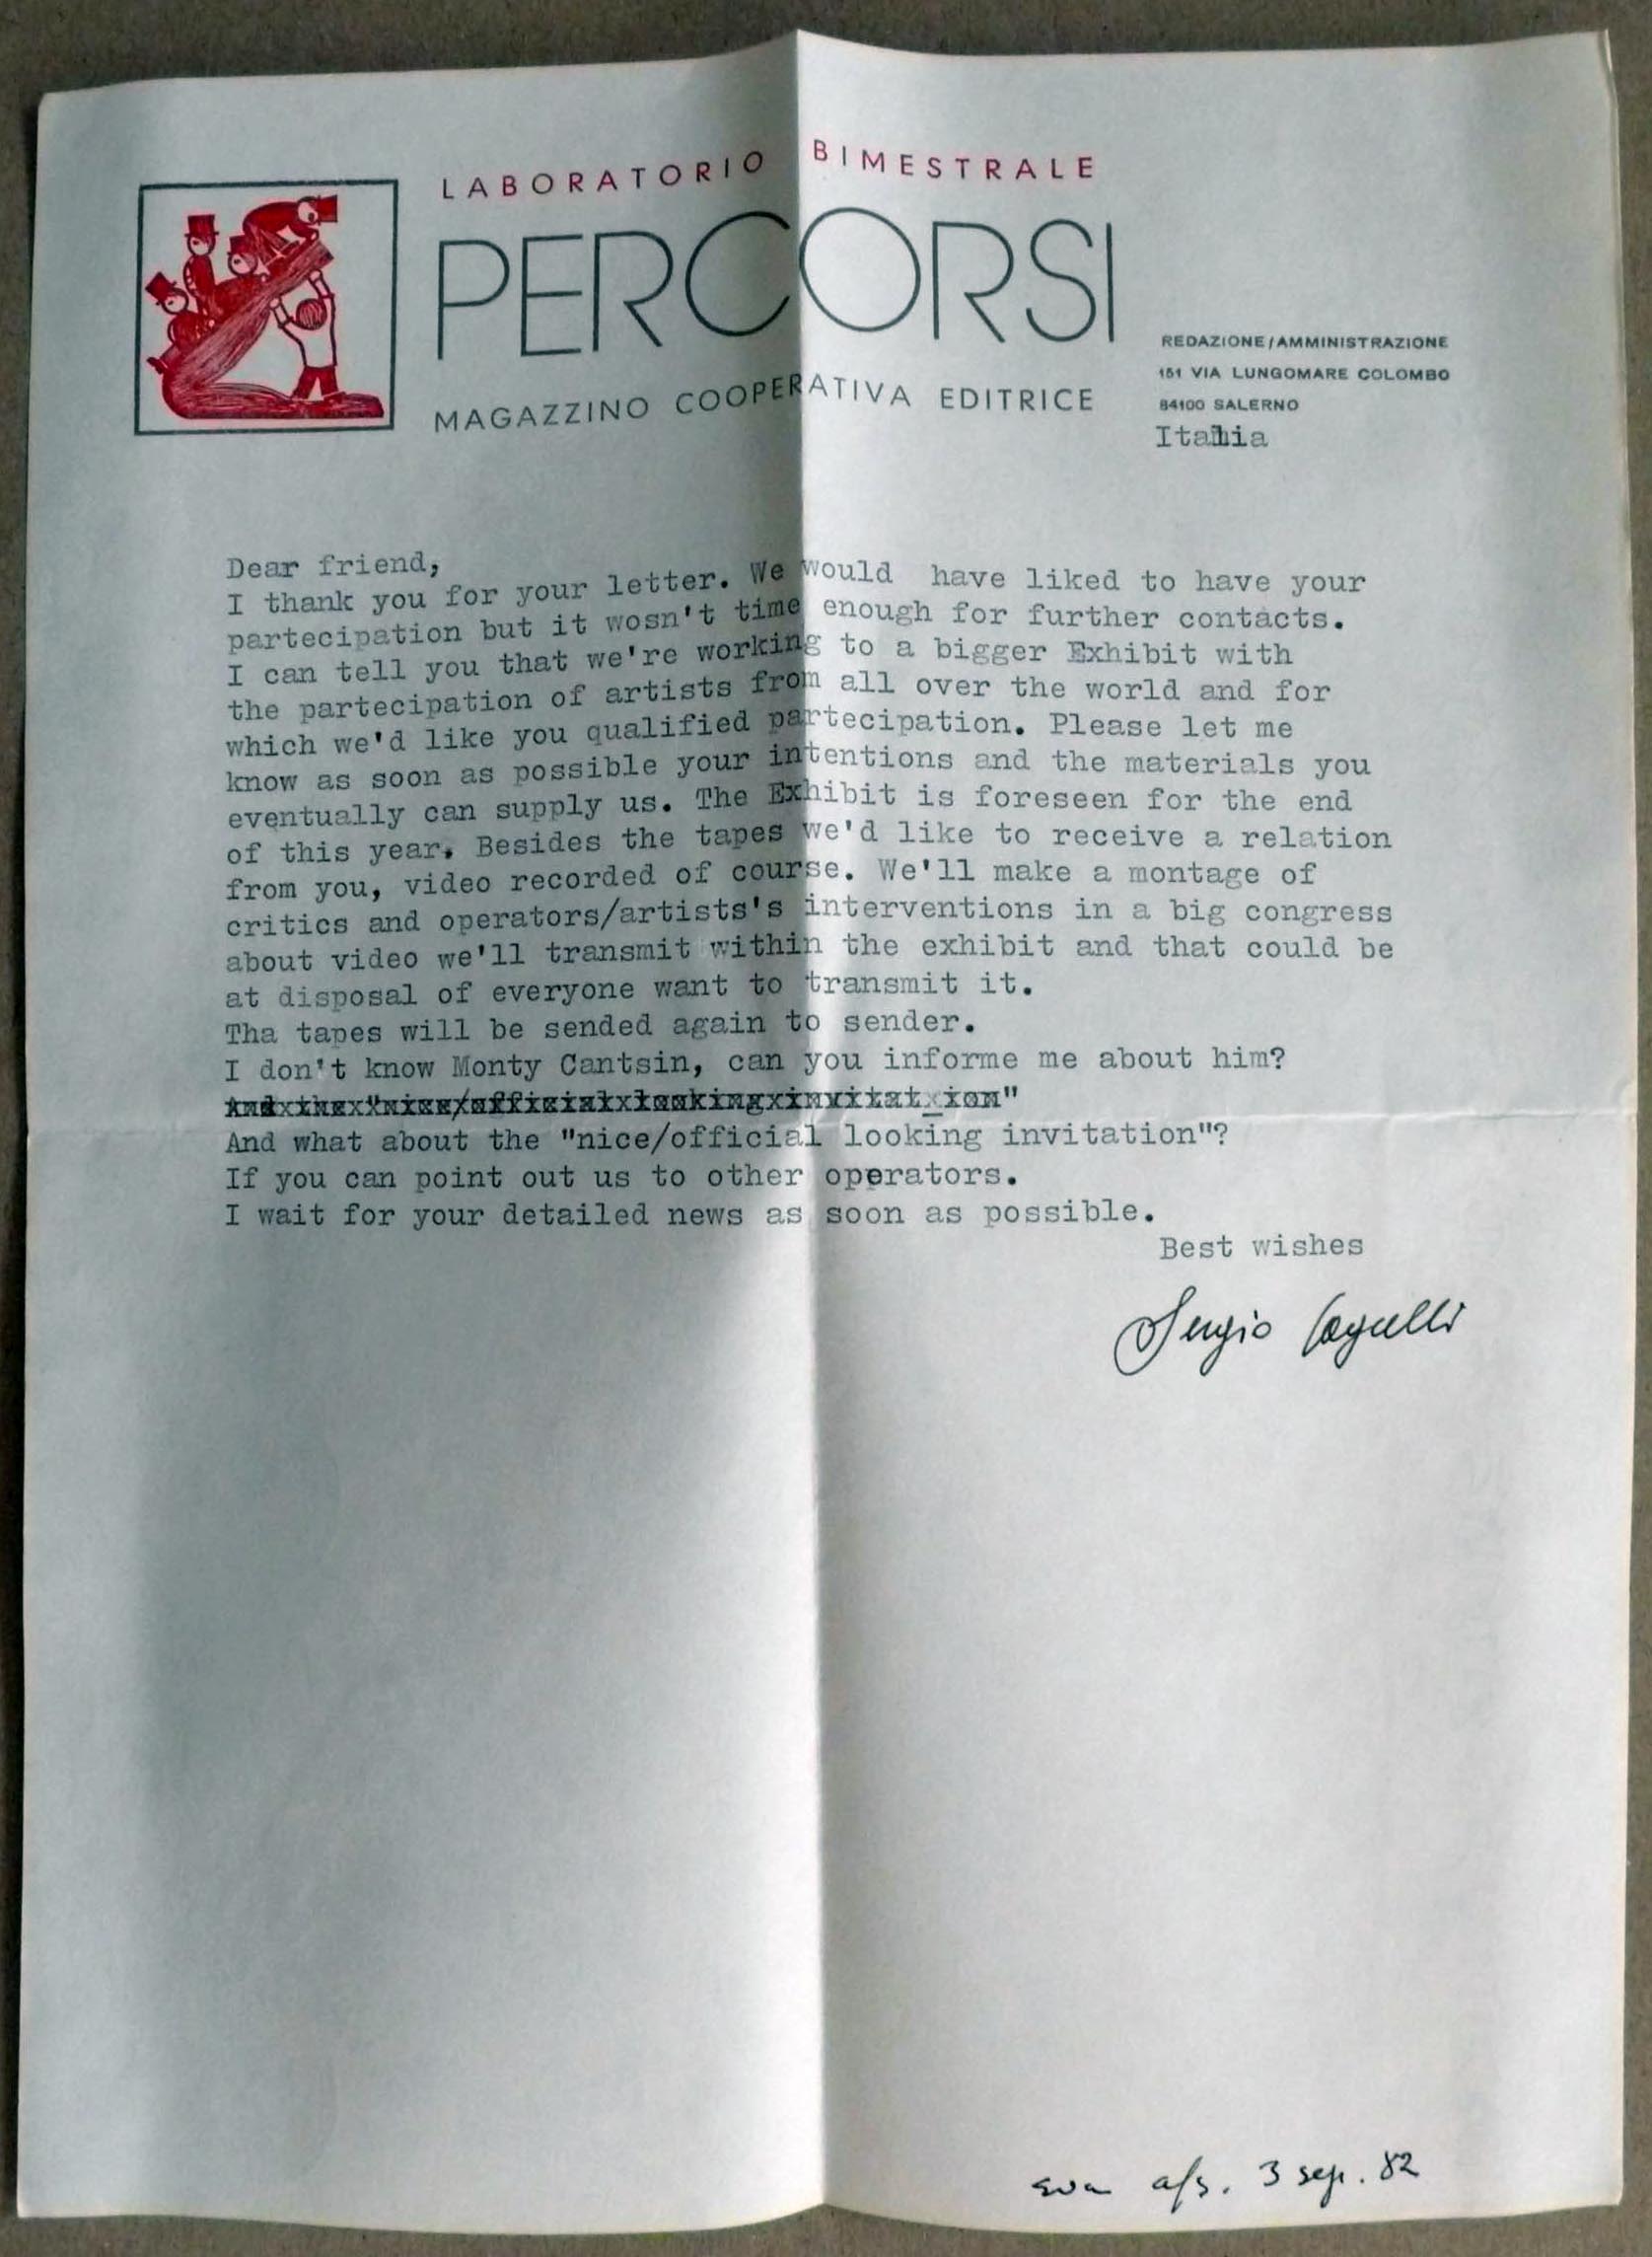 LABORATORIO BIMESTRALE
PERCORSI
MAGAZZINO COOPERATIVA EDITRICE
REDAZIONE/AMMINISTRAZIONE
151 VIA LUNGOMARE COLOMBO
84100 SALERNO
Italia
Dear friend,
I thank you for your letter. We would have liked to have your
partecipation but it wosn't time enough for further contacts.
I can tell you that we're working to a bigger Exhibit with
the partecipation of artists from all over the world and for
which we'd like you qualified partecipation. Please let me
know as soon as possible your intentions and the materials you
eventually can supply us. The Exhibit is foreseen for the end
of this year. Besides the tapes we'd like to receive a relation
from you, video recorded of course. We'll make a montage of
critics and operators/artists's interventions in a big congress
about video we'll transmit within the exhibit and that could be
at disposal of everyone want to transmit it.
Tha tapes will be sended again to sender.
I don't know Monty Cantsin, can you informe me about him?
And the "nice/official looking invitat ion"
And what about the "nice/official looking invitation"?
If you can point out us to other operators.
I wait for your detailed news as soon as possible.
Best wishes
Sergio
3 sep. 82